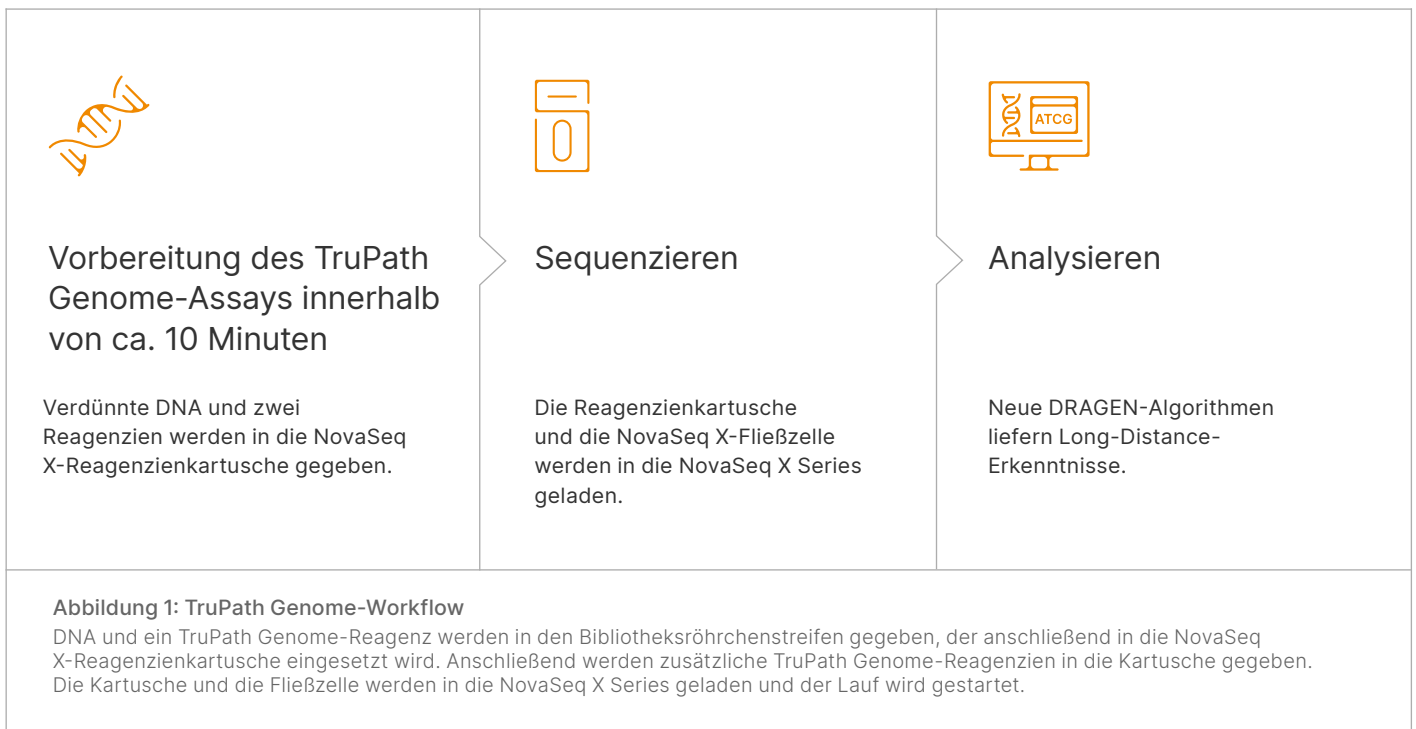 ATCG
Vorbereitung des TruPath
Genome-Assays innerhalb
von ca. 10 Minuten
Verdünnte DNA und zwei
Reagenzien werden in die NovaSeq
X-Reagenzienkartusche gegeben.
Sequenzieren
Die Reagenzienkartusche
und die NovaSeq X-Fließzelle
werden in die NovaSeq X Series
geladen.
Analysieren
Neue DRAGEN-Algorithmen
liefern Long-Distance-
Erkenntnisse.
Abbildung 1: TruPath Genome-Workflow
DNA und ein TruPath Genome-Reagenz werden in den Bibliotheksröhrchenstreifen gegeben, der anschließend in die NovaSeq
X-Reagenzienkartusche eingesetzt wird. Anschließend werden zusätzliche TruPath Genome-Reagenzien in die Kartusche gegeben.
Die Kartusche und die Fließzelle werden in die NovaSeq X Series geladen und der Lauf wird gestartet.